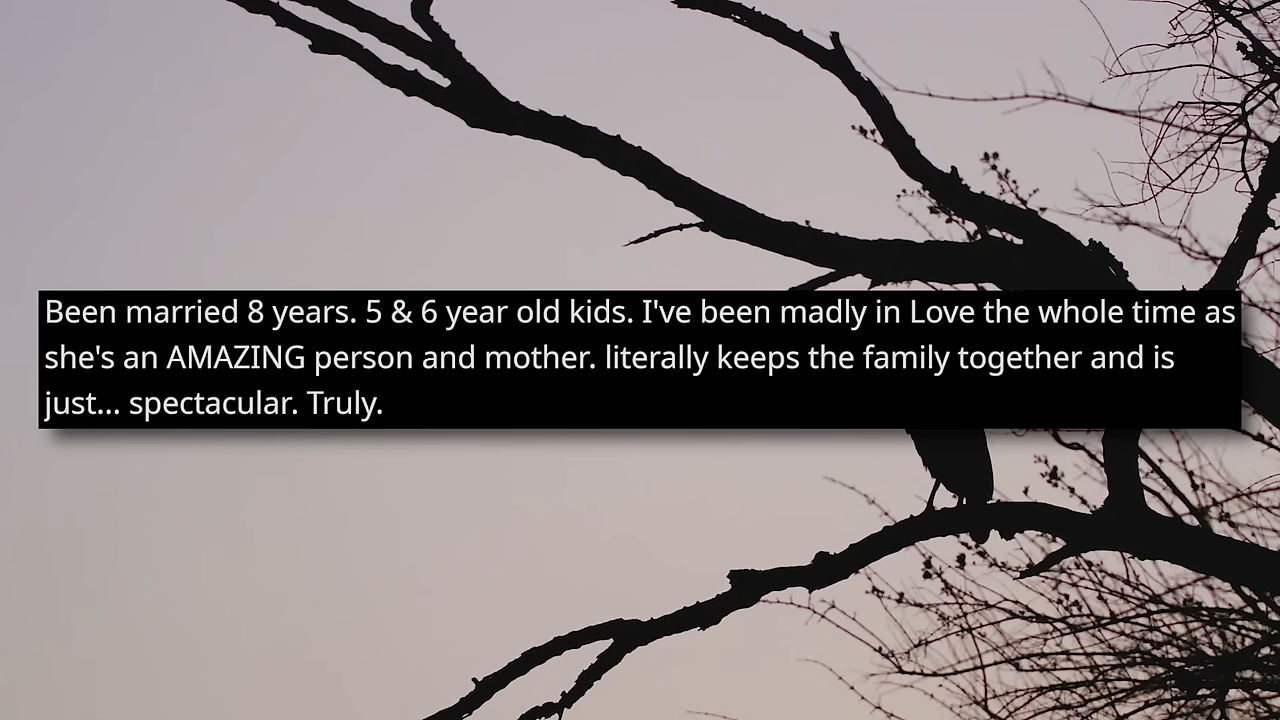 Been married 8 years. 5 & 6 year old kids. I've been madly in Love the whole time as
she's an AMAZING person and mother. literally keeps the family together and is
just... spectacular. Truly.